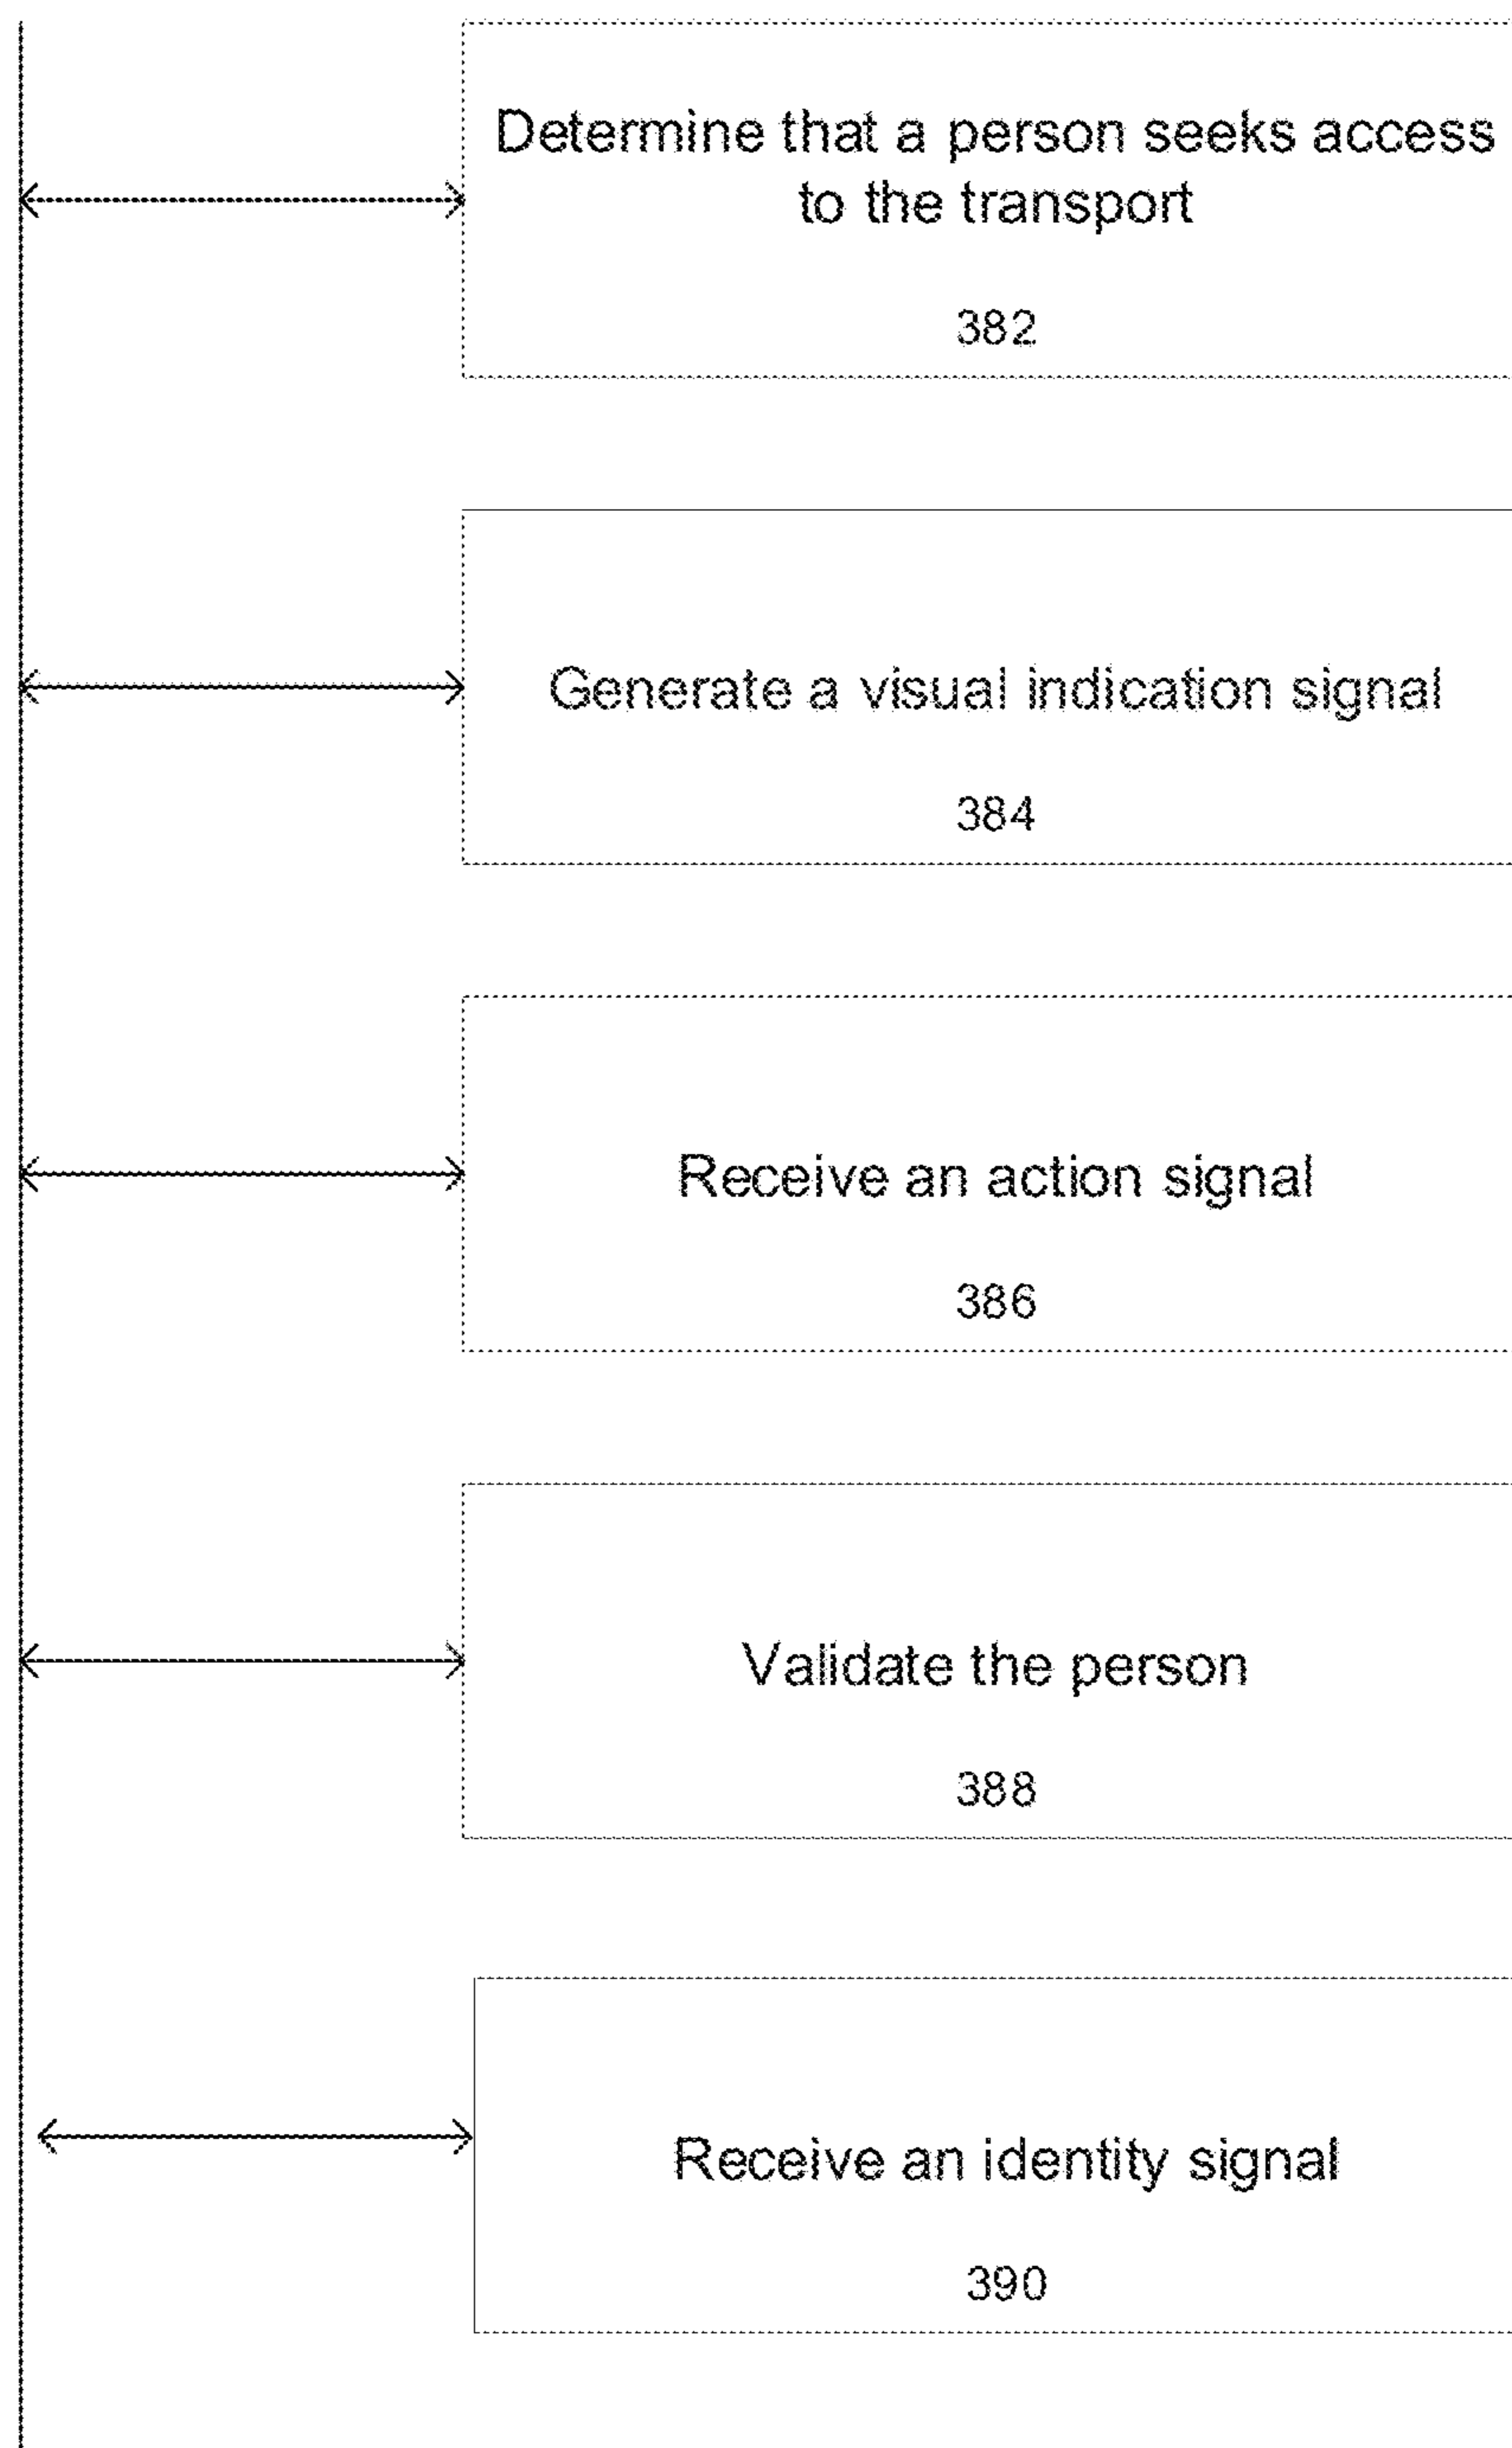 Determine that a person seeks access
to the transport
382
Generate a visual indication signal
384
Receive an action signal
386
Validate the person
388
Receive an identity signal
390